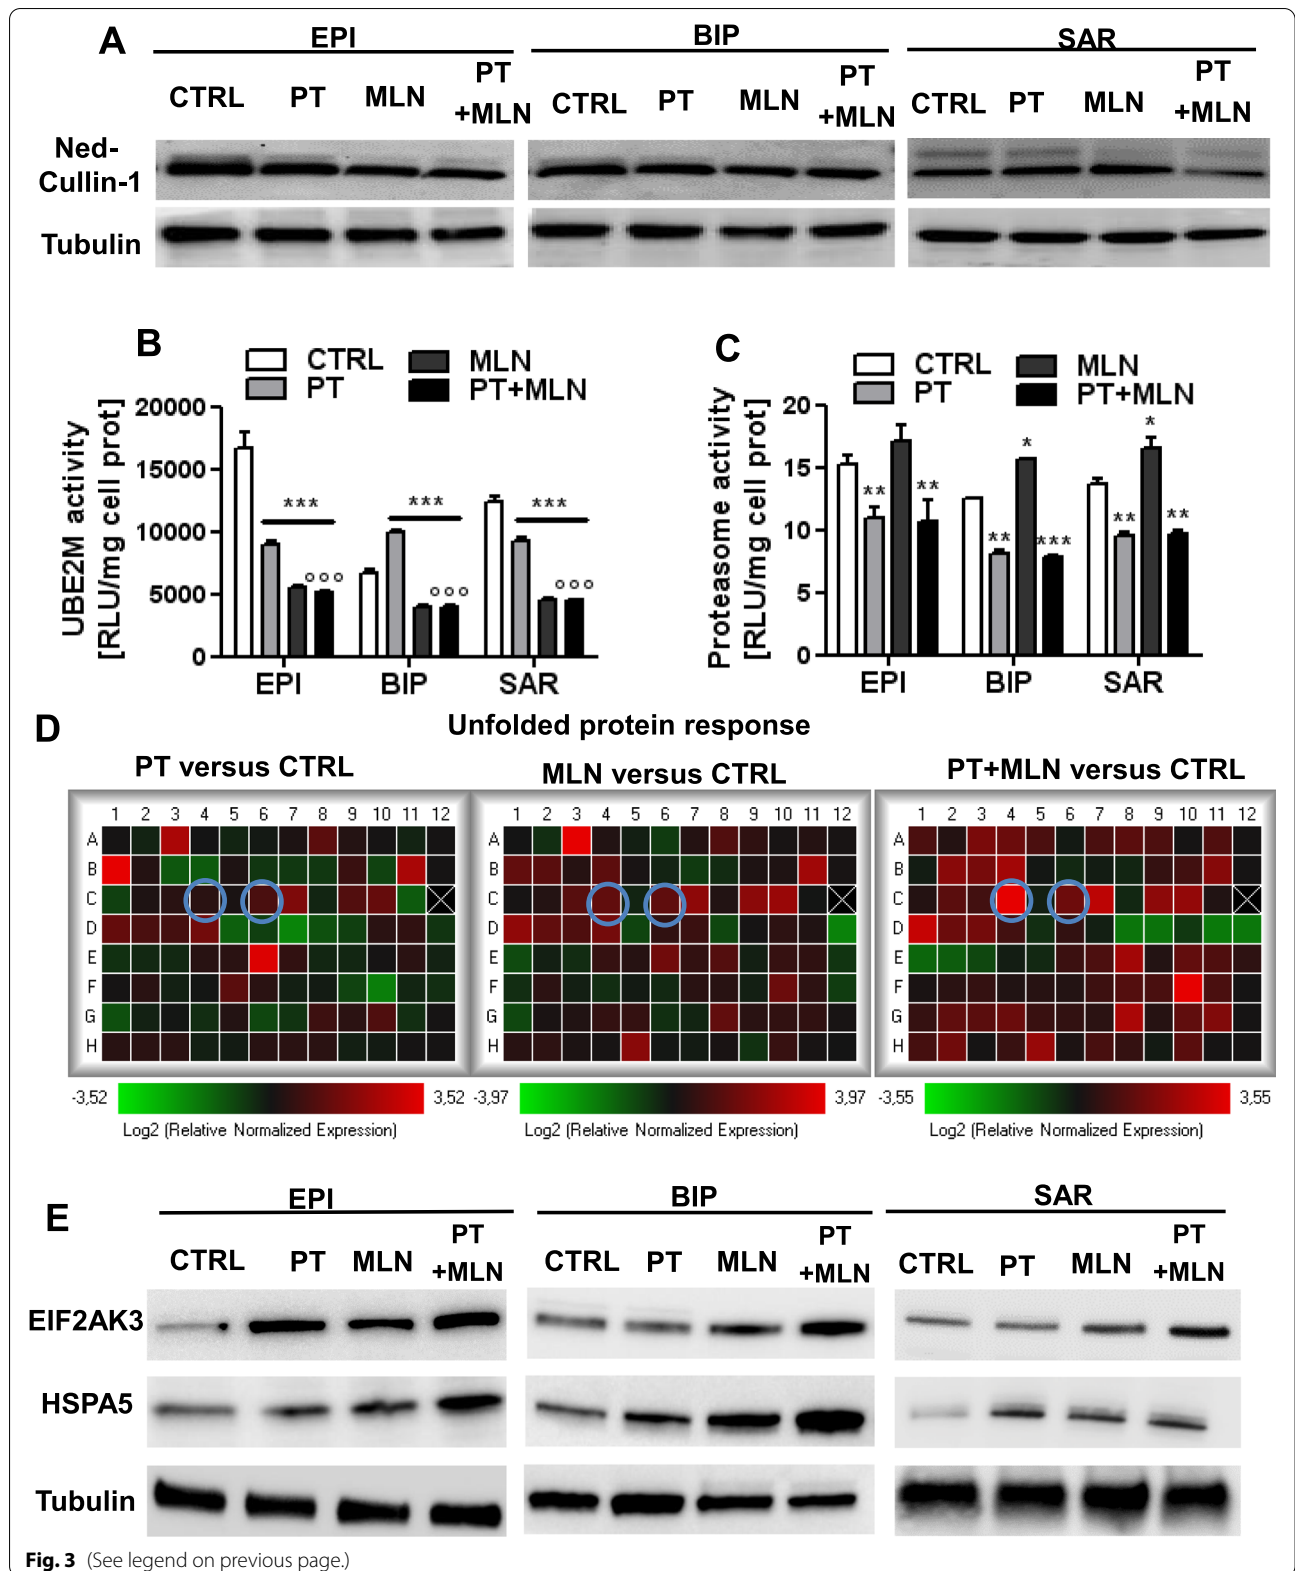 A
EPI
BIP
SAR
CTRL PT MLN PT +MLN
CTRL PT MLN PT +MLN
CTRL PT MLN PT +MLN
Ned-
Cullin-1
Tubulin
B
CTRL MLN
PT PT+MLN
UBE2M activity
[RLU/mg cell prot]
20000
15000
10000
5000
0
***
°°°
***
°°°
***
°°°
EPI BIP SAR
C
CTRL MLN
PT PT+MLN
Proteasome activity
[RLU/mg cell prot]
20
15
10
5
0
** **
** * ***
** * **
EPI BIP SAR
D
Unfolded protein response
PT versus CTRL
MLN versus CTRL
PT+MLN versus CTRL
1 2 3 4 5 6 7 8 9 10 11 12
A
B
C
D
E
F
G
H
-3,52 3,52
Log2 (Relative Normalized Expression)
1 2 3 4 5 6 7 8 9 10 11 12
A
B
C
D
E
F
G
H
-3,97 3,97
Log2 (Relative Normalized Expression)
1 2 3 4 5 6 7 8 9 10 11 12
A
B
C
D
E
F
G
H
-3,55 3,55
Log2 (Relative Normalized Expression)
E
EPI
BIP
SAR
CTRL PT MLN PT +MLN
CTRL PT MLN PT +MLN
CTRL PT MLN PT +MLN
EIF2AK3
HSPA5
Tubulin
Fig. 3 (See legend on previous page.)